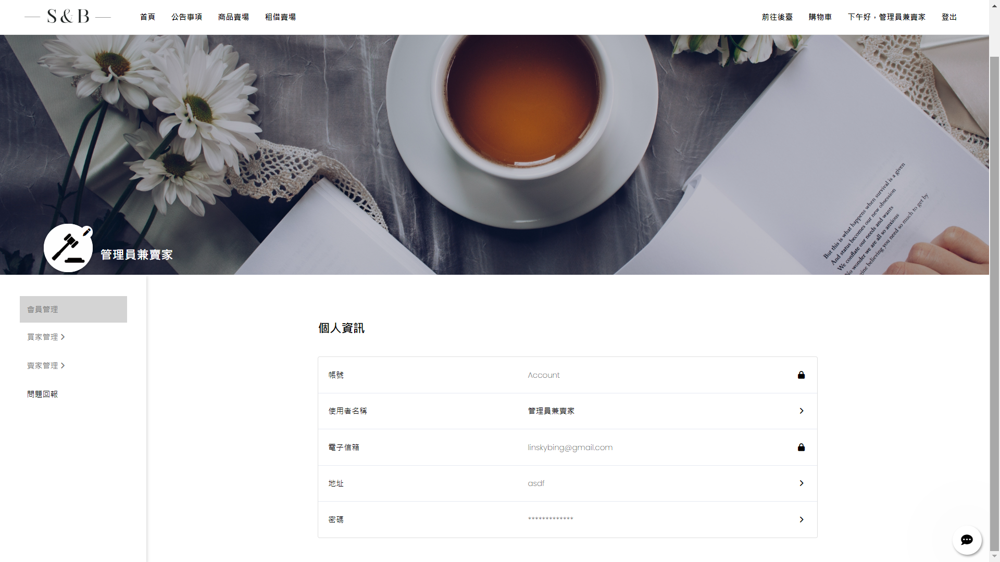 S & B 首頁 公告事項 商品賣場 租借賣場 前往後臺 購物車 下午好，管理員兼賣家 登出
But this is what happens when survival is a given
And status becomes our new obsession
We conflate our needs and wants
No wonder we are all so anxious
gine believing you need so much to get by
管理員兼賣家
會員管理
買家管理
賣家管理
問題回報
個人資訊
帳號 Account
使用者名稱 管理員兼賣家
電子信箱 linskybing@gmail.com
地址 asdf
密碼 *************